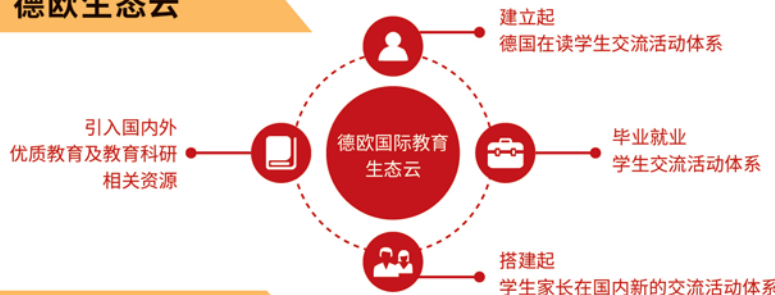 德欧生态云
建立起
德国在读学生交流活动体系
引入国内外
优质教育及教育科研
相关资源
德欧国际教育
生态云
毕业就业
学生交流活动体系
搭建起
学生家长在国内新的交流活动体系